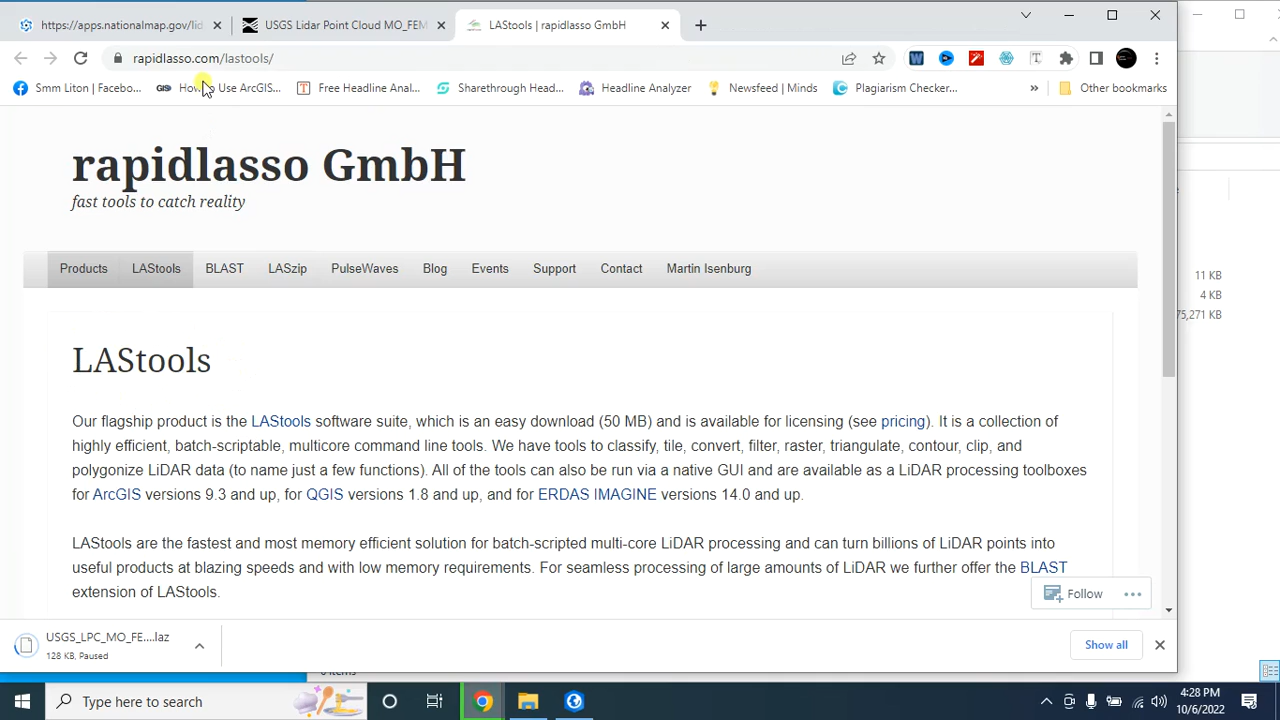 https://apps.nationalmap.gov/lid
USGS Lidar Point Cloud MO_FEM
LAStools | rapidlasso GmbH
rapidlasso.com/lastools/
Smm Liton | Facebo...
How to Use ArcGIS...
Free Headline Anal...
Sharethrough Head...
Headline Analyzer
Newsfeed | Minds
Plagiarism Checker...
Other bookmarks
rapidlasso GmbH
fast tools to catch reality
Products LAStools BLAST LASzip PulseWaves Blog Events Support Contact Martin Isenburg
LAStools
Our flagship product is the LAStools software suite, which is an easy download (50 MB) and is available for licensing (see pricing). It is a collection of
highly efficient, batch-scriptable, multicore command line tools. We have tools to classify, tile, convert, filter, raster, triangulate, contour, clip, and
polygonize LiDAR data (to name just a few functions). All of the tools can also be run via a native GUI and are available as a LiDAR processing toolboxes
for ArcGIS versions 9.3 and up, for QGIS versions 1.8 and up, and for ERDAS IMAGINE versions 14.0 and up.
LAStools are the fastest and most memory efficient solution for batch-scripted multi-core LiDAR processing and can turn billions of LiDAR points into
useful products at blazing speeds and with low memory requirements. For seamless processing of large amounts of LiDAR we further offer the BLAST
extension of LAStools.
Follow
11 KB
4 KB
75,271 KB
USGS_LPC_MO_FE....laz
128 KB, Paused
Show all
Type here to search
4:28 PM
10/6/2022